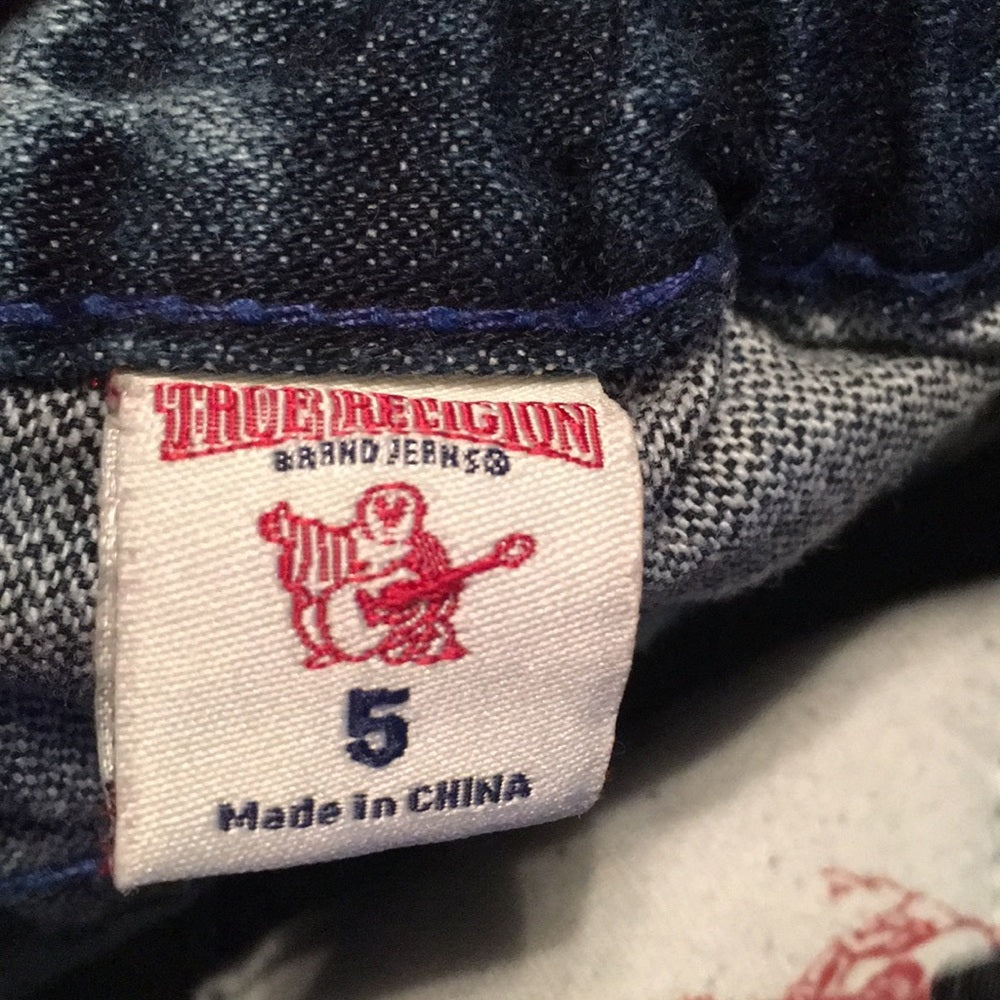 TRUE RELIGION
BRAND JEANS®
5
Made in CHINA